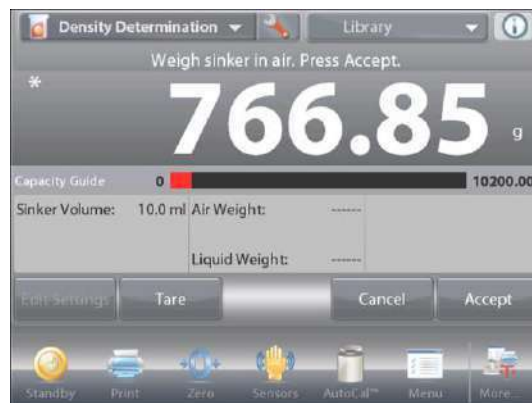 Density Determination Library
Weigh sinker in air. Press Accept.
*
766.85 g
Capacity Guide 0 10200.00
Sinker Volume: 10.0 ml Air Weight: ------
Liquid Weight: ------
Edit Settings Tare Cancel Accept
Standby Print Zero Sensors AutoCal™ Menu More...